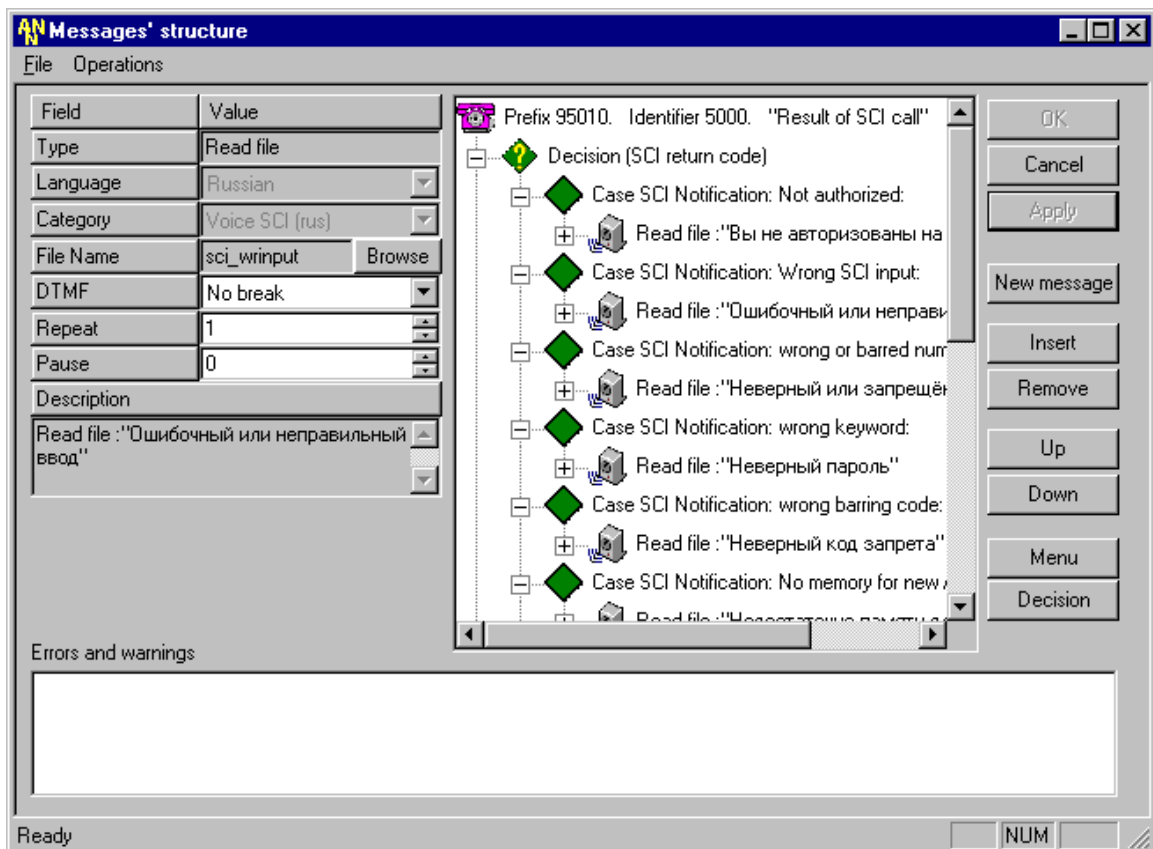 ANN Messages' structure
File Operations
Field Value
Type Read file
Language Russian
Category Voice SCI (rus)
File Name sci_wrinput Browse
DTMF No break
Repeat 1
Pause 0
Description
Read file :"Ошибочный или неправильный
ввод"
Prefix 95010. Identifier 5000. "Result of SCI call"
Decision (SCI return code)
Case SCI Notification: Not authorized:
Read file :"Вы не авторизованы на
Case SCI Notification: Wrong SCI input:
Read file :"Ошибочный или неправи
Case SCI Notification: wrong or barred num
Read file :"Неверный или запрещён
Case SCI Notification: wrong keyword:
Read file :"Неверный пароль"
Case SCI Notification: wrong barring code:
Read file :"Неверный код запрета"
Case SCI Notification: No memory for new
Read file :"Недостаточно памяти
OK
Cancel
Apply
New message
Insert
Remove
Up
Down
Menu
Decision
Errors and warnings
Ready NUM